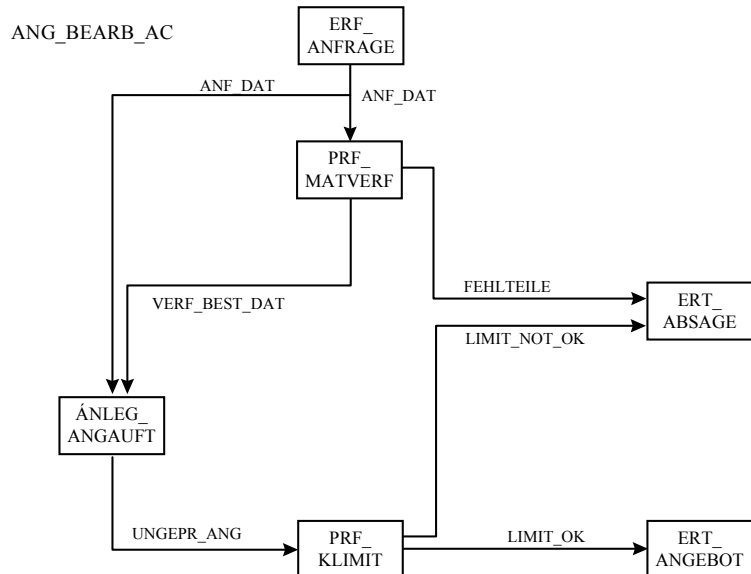 ANG_BEARB_AC
ERF_
ANFRAGE
ANF_DAT
ANF_DAT
PRF_
MATVERF
FEHLTEILE
VERF_BEST_DAT
ERT_
ABSAGE
LIMIT_NOT_OK
ÁNLEG_
ANGAUFT
UNGEPR_ANG
PRF_
KLIMIT
LIMIT_OK
ERT_
ANGEBOT